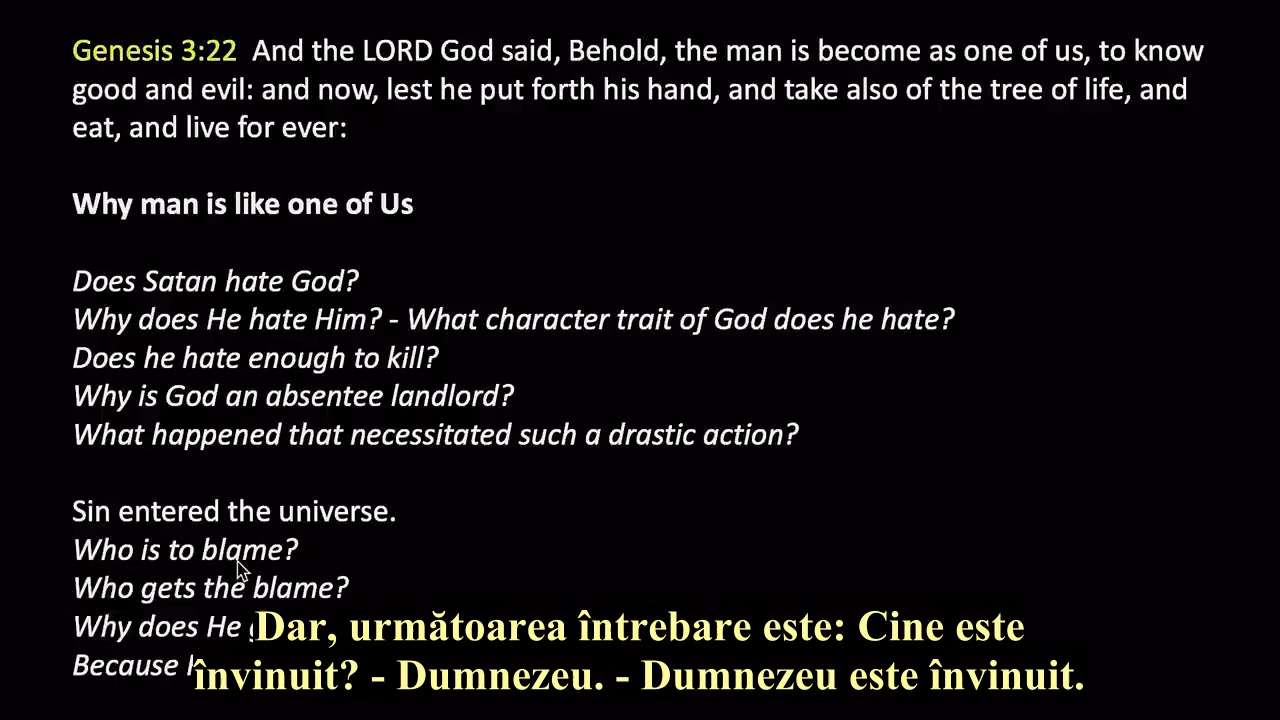 Genesis 3:22 And the LORD God said, Behold, the man is become as one of us, to know
good and evil: and now, lest he put forth his hand, and take also of the tree of life, and
eat, and live for ever:
Why man is like one of Us
Does Satan hate God?
Why does He hate Him? - What character trait of God does he hate?
Does he hate enough to kill?
Why is God an absentee landlord?
What happened that necessitated such a drastic action?
Sin entered the universe.
Who is to blame?
Who gets the blame?
Why does He
Because
Dar, următoarea întrebare este: Cine este
învinuit? - Dumnezeu. - Dumnezeu este învinuit.